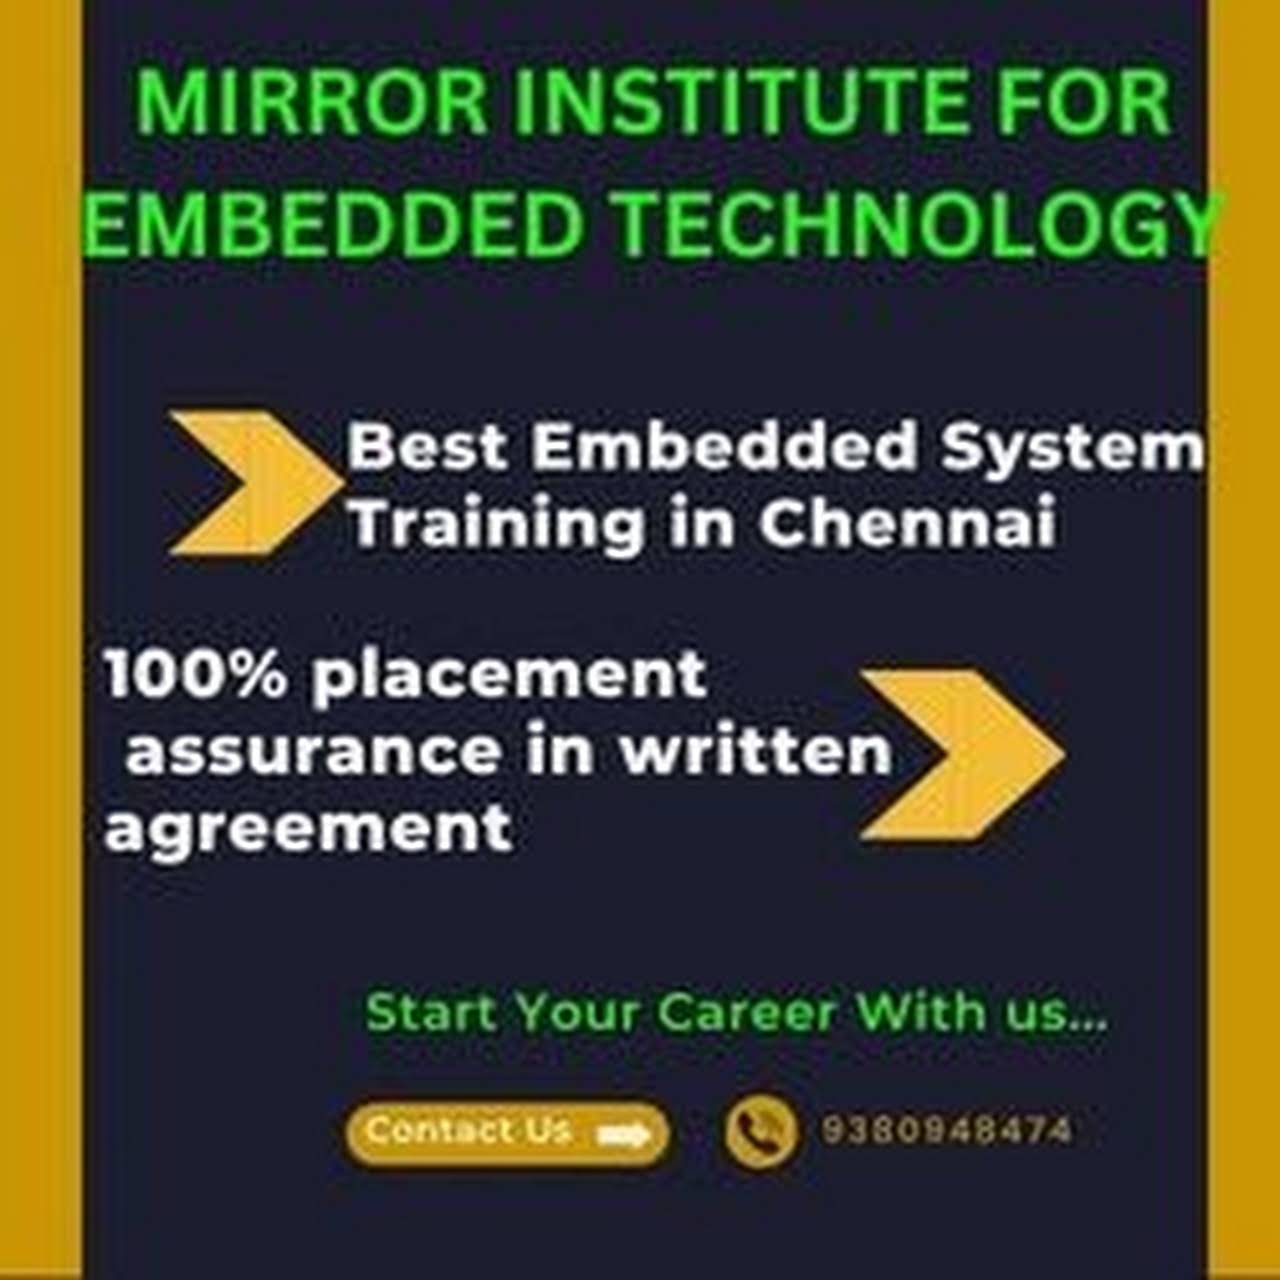 MIRROR INSTITUTE FOR
EMBEDDED TECHNOLOGY
Best Embedded System
Training in Chennai
100% placement
assurance in written
agreement
Start Your Career With us...
Contact Us
9380948474